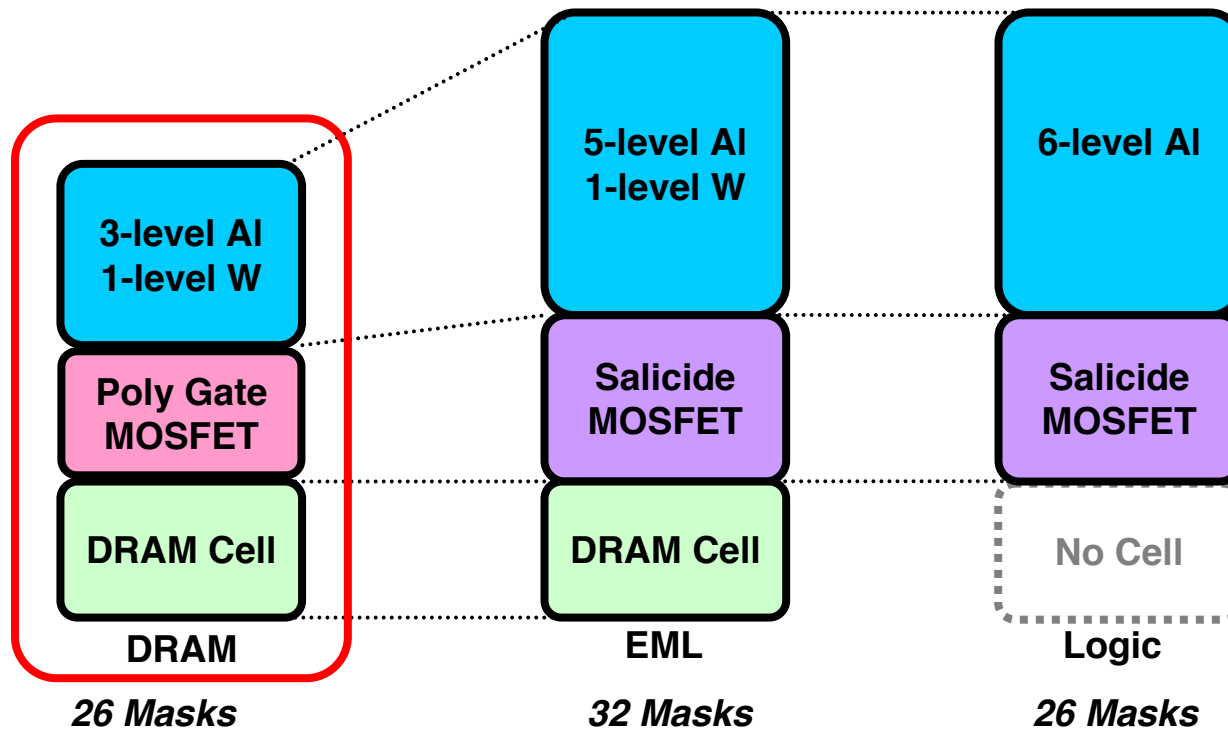 3-level Al
1-level W
Poly Gate
MOSFET
DRAM Cell
DRAM
26 Masks
5-level Al
1-level W
Salicide
MOSFET
DRAM Cell
EML
32 Masks
6-level Al
Salicide
MOSFET
No Cell
Logic
26 Masks